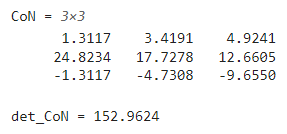 CoN = 3×3
1.3117 3.4191 4.9241
24.8234 17.7278 12.6605
-1.3117 -4.7308 -9.6550
det_CoN = 152.9624